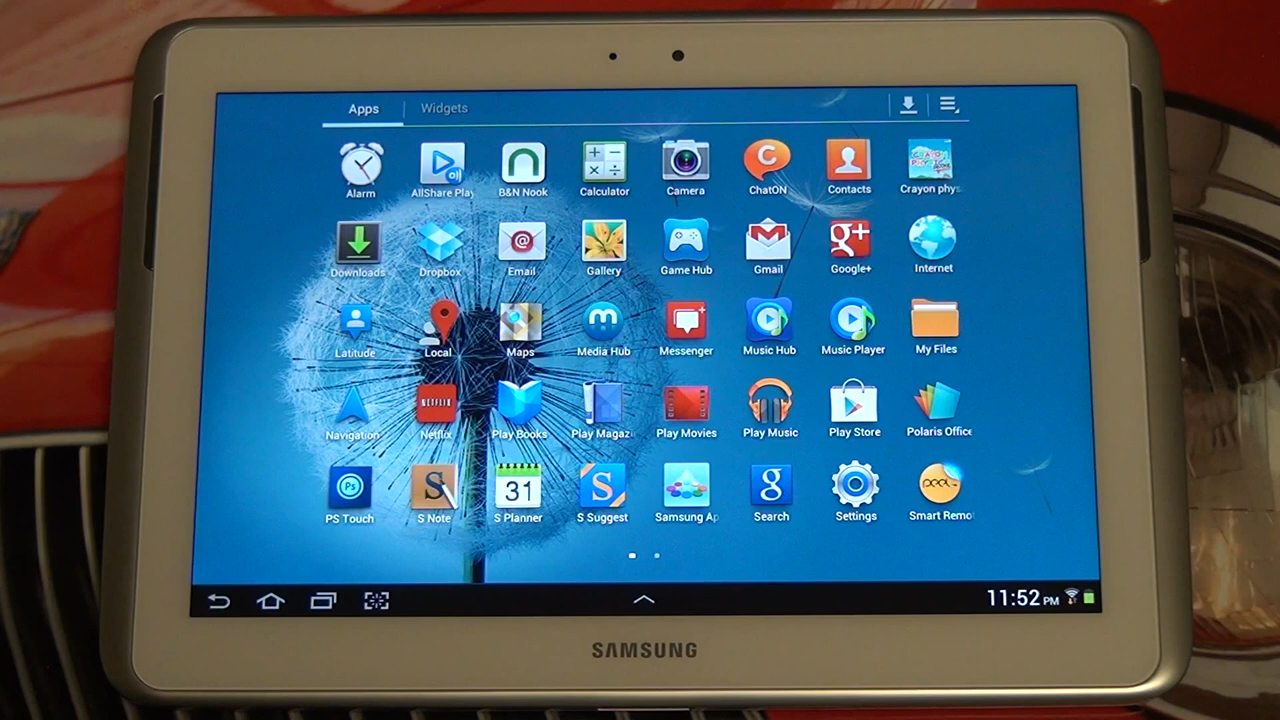 Apps Widgets
Alarm AllShare Play B&N Nook Calculator Camera ChatON Contacts Crayon phys
Downloads Dropbox Email Gallery Game Hub Gmail Google+ Internet
Latitude Local Maps Media Hub Messenger Music Hub Music Player My Files
NETFLIX
Navigation Netflix Play Books Play Magaz Play Movies Play Music Play Store Polaris Office
Ps S 31 S g peel
PS Touch S Note S Planner S Suggest Samsung Ap Search Settings Smart Remo
11:52 PM
SAMSUNG